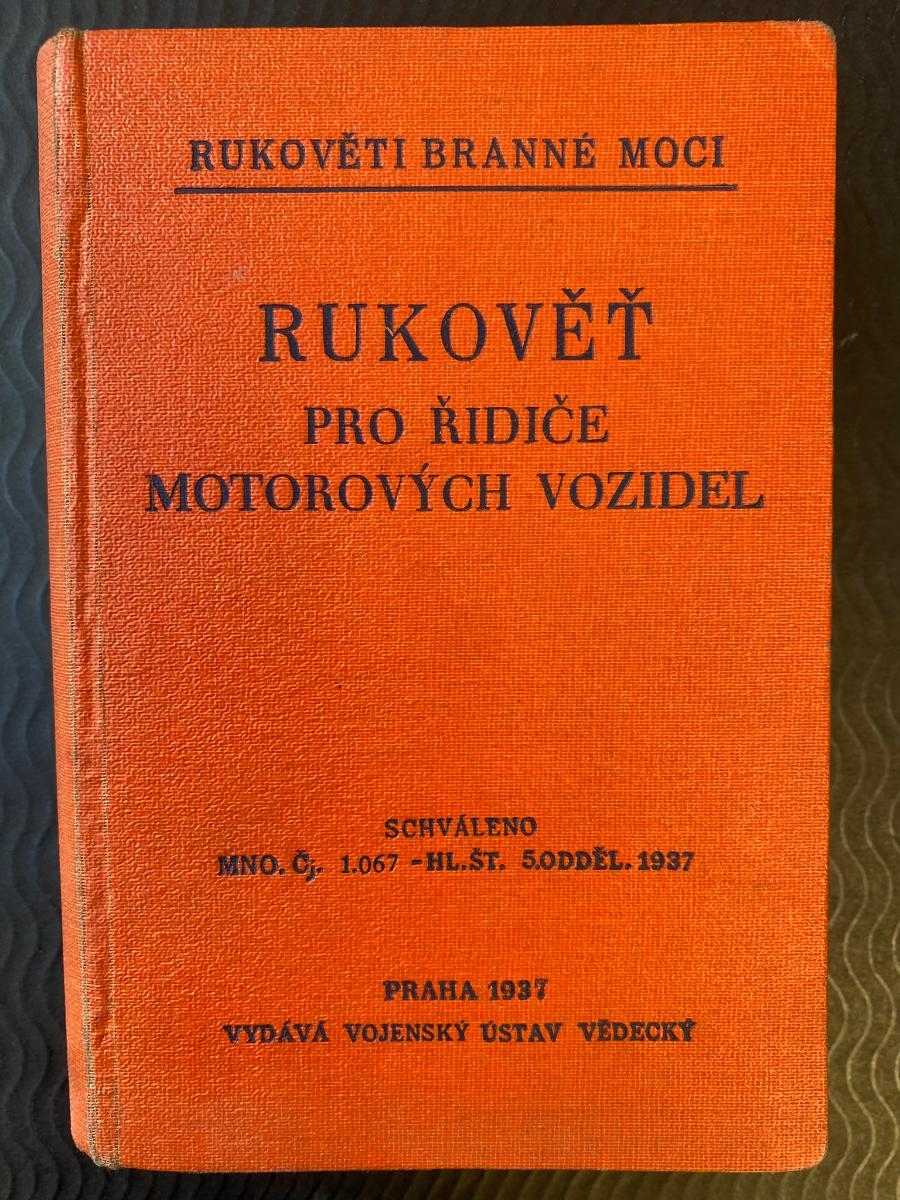 RUKOVĚTI BRANNÉ MOCI
RUKOVĚŤ
PRO ŘIDIČE
MOTOROVÝCH VOZIDEL
SCHVÁLENO
MNO. Čj. 1.067 -HL.ŠT. 5.ODDĚL. 1937
PRAHA 1937
VYDÁVÁ VOJENSKÝ ÚSTAV VĚDECKÝ